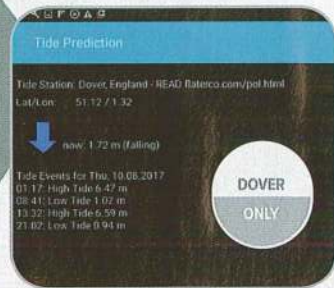 Tide Prediction
Tide Station: Dover, England - READ flaterco.com/pol.html
Lat/Lon: 51.12 / 1.32
now: 1.72 m (falling)
Tide Events for Thu, 10.08.2017
01:17: High Tide 6.47 m
08:41: Low Tide 1.02 m
13:32: High Tide 6.59 m
21:02: Low Tide 0.94 m
DOVER
ONLY